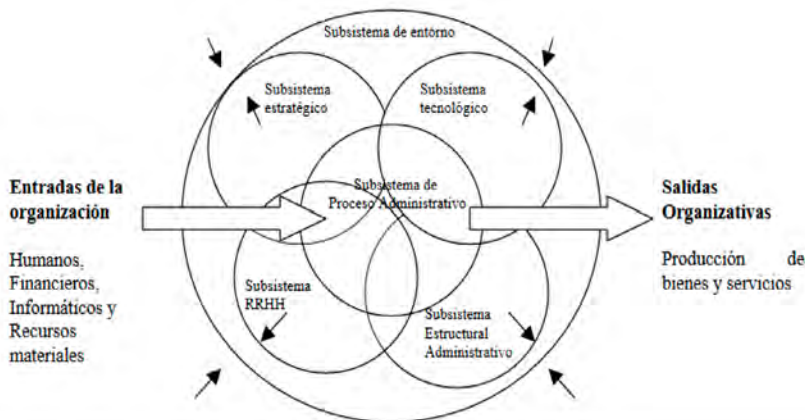 Subsistema de entorno
Subsistema
estratégico
Subsistema
tecnológico
Entradas de la
organización
Humanos,
Financieros,
Informáticos y
Recursos
materiales
Subsistema de
Proceso Administrativo
Subsistema
RRHH
Subsistema
Estructural
Administrativo
Salidas
Organizativas
Producción de
bienes y servicios